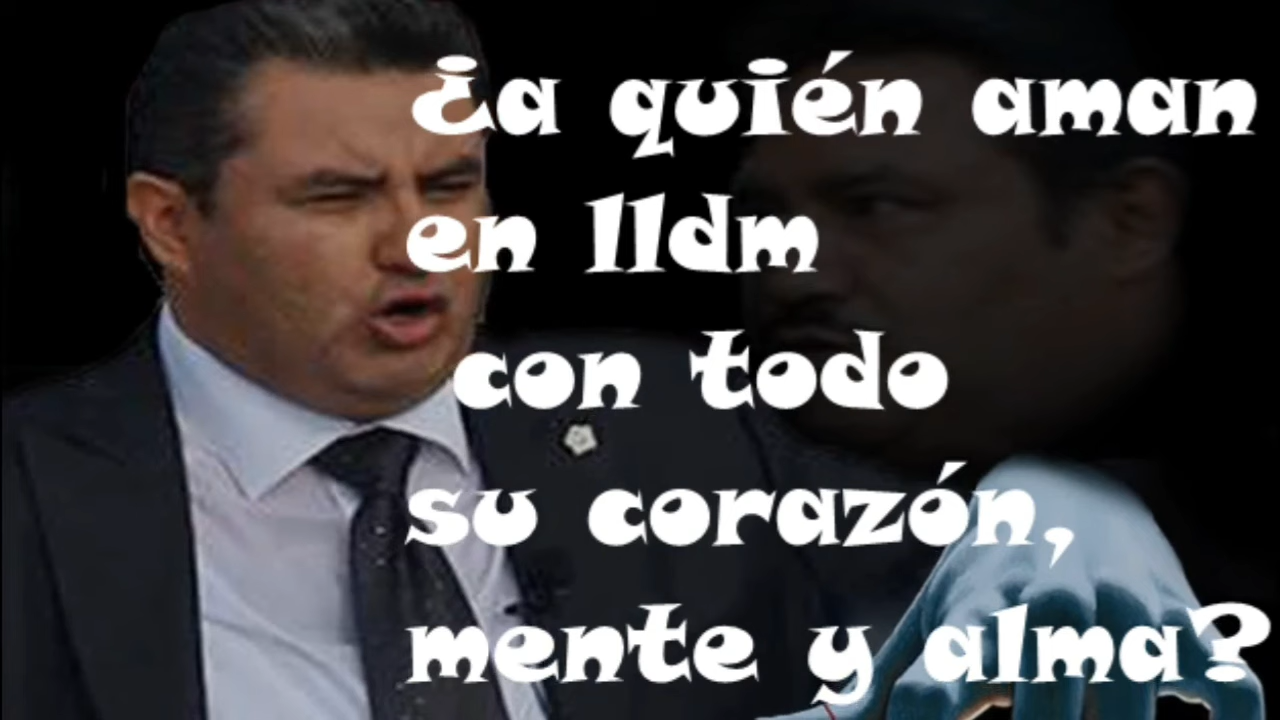 ¿a quién aman
en lldm
con todo
su corazón,
mente y alma?